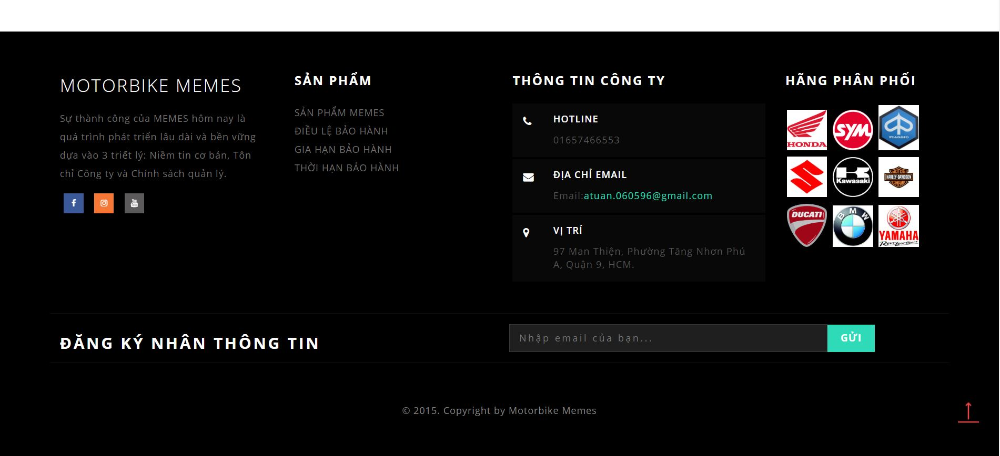 MOTORBIKE MEMES
Sự thành công của MEMES hôm nay là
quá trình phát triển lâu dài và bền vững
dựa vào 3 triết lý: Niềm tin cơ bản, Tôn
chỉ Công ty và Chính sách quản lý.
SẢN PHẨM
SẢN PHẨM MEMES
ĐIỀU LỆ BẢO HÀNH
GIA HẠN BẢO HÀNH
THỜI HẠN BẢO HÀNH
THÔNG TIN CÔNG TY
HOTLINE
01657466553
ĐỊA CHỈ EMAIL
Email:atuan.060596@gmail.com
VỊ TRÍ
97 Man Thiện, Phường Tăng Nhơn Phú
A, Quận 9, HCM.
HÃNG PHÂN PHỐI
HONDA
SYM
PIAGGIO
Kawasaki
MOTOR
HARLEY-DAVIDSON
COMPANY
DUCATI
BMW
YAMAHA
Revs Your Heart
ĐĂNG KÝ NHÂN THÔNG TIN
Nhập email của bạn...
GỬI
© 2015. Copyright by Motorbike Memes